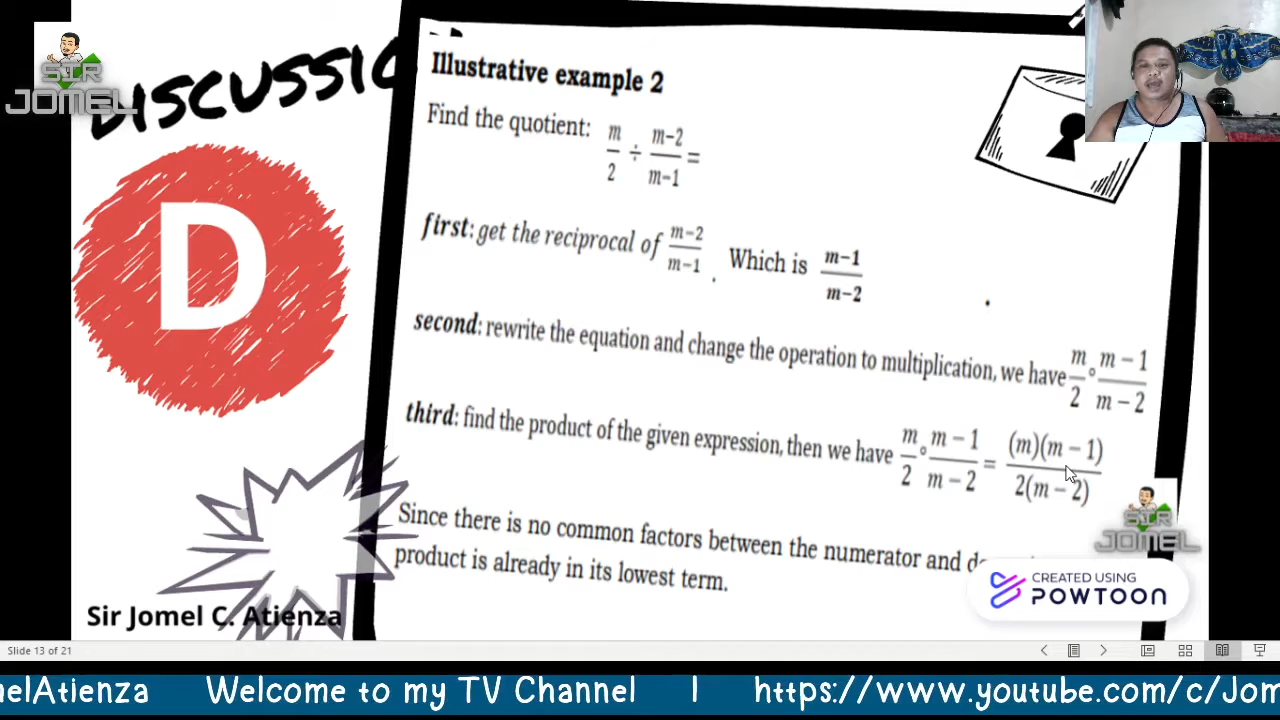 SIR
JOMEL
DISCUSSIO
D
Sir Jomel C. Atienza
Illustrative example 2
Find the quotient: m/2 ÷ m−2/m−1 =
first: get the reciprocal of m−2/m−1 . Which is m−1/m−2 .
second: rewrite the equation and change the operation to multiplication, we have m/2 ∘ m − 1/m − 2
third: find the product of the given expression, then we have m/2 ∘ m − 1/m − 2 = (m)(m − 1)/2(m − 2)
Since there is no common factors between the numerator and
product is already in its lowest term.
SIR
JOMEL
CREATED USING
POWTOON
Slide 13 of 21
melAtienza Welcome to my TV Channel | https://www.youtube.com/c/Jom